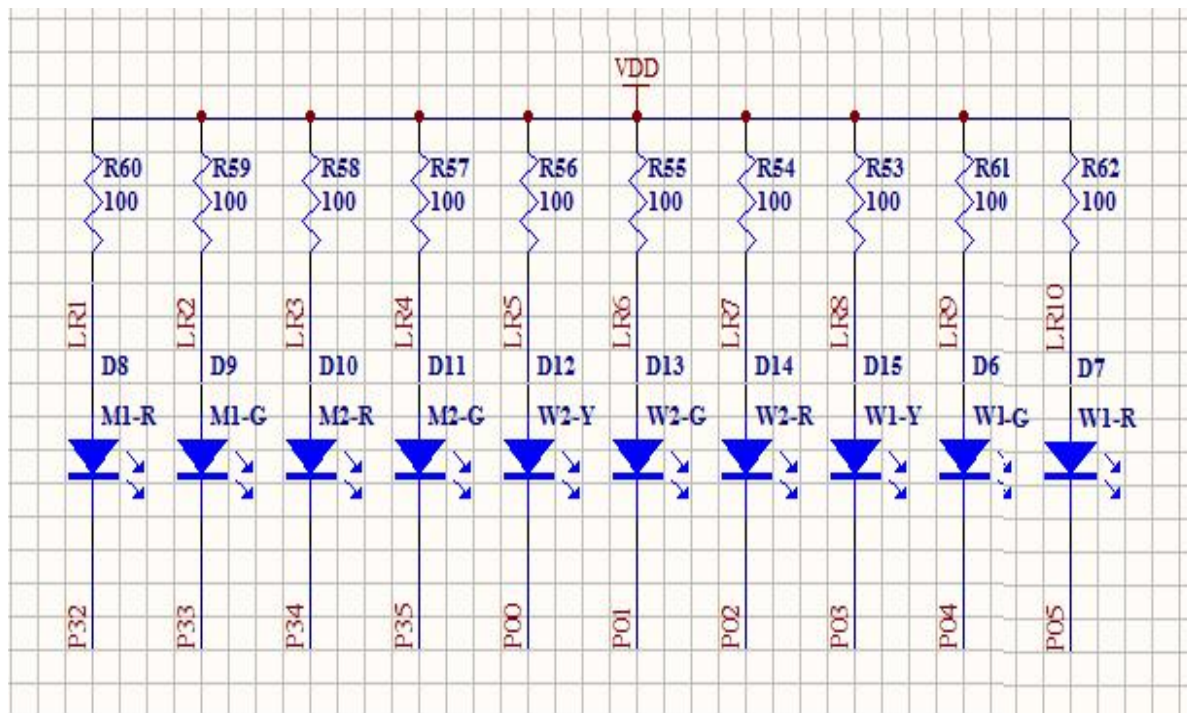 VDD
R60 R59 R58 R57 R56 R55 R54 R53 R61 R62
100 100 100 100 100 100 100 100 100 100
LR1 LR2 LR3 LR4 LR5 LR6 LR7 LR8 LR9 LR10
D8 D9 D10 D11 D12 D13 D14 D15 D6 D7
M1-R M1-G M2-R M2-G W2-Y W2-G W2-R W1-Y W1-G W1-R
P32 P33 P34 P35 P00 P01 P02 P03 P04 P05